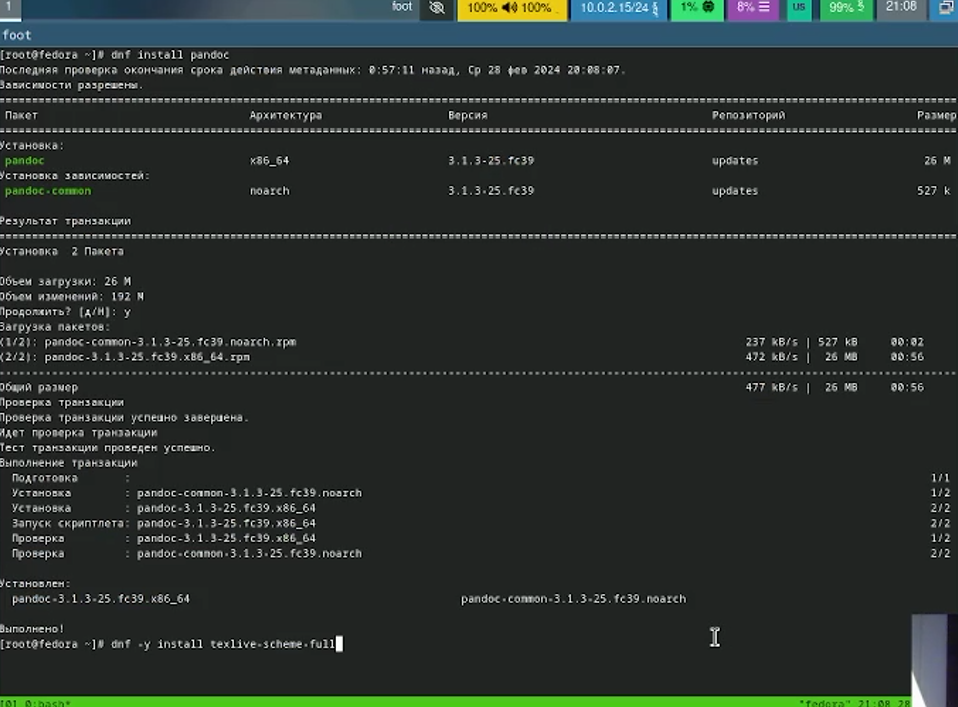 1 foot 100% 100% 10.0.2.15/24 1% 8% us 99% 21:08
foot
[root@fedora ~]# dnf install pandoc
Последняя проверка окончания срока действия метаданных: 0:57:11 назад, Ср 28 фев 2024 20:08:07.
Зависимости разрешены.
Пакет Архитектура Версия Репозиторий Размер
Установка:
pandoc x86_64 3.1.3-25.fc39 updates 26 M
Установка зависимостей:
pandoc-common noarch 3.1.3-25.fc39 updates 527 k
Результат транзакции
Установка 2 Пакета
Объем загрузки: 26 M
Объем изменений: 192 M
Продолжить? [д/Н]: y
Загрузка пакетов:
(1/2): pandoc-common-3.1.3-25.fc39.noarch.rpm 237 kB/s | 527 kB 00:02
(2/2): pandoc-3.1.3-25.fc39.x86_64.rpm 472 kB/s | 26 MB 00:56
Общий размер 477 kB/s | 26 MB 00:56
Проверка транзакции
Проверка транзакции успешно завершена.
Идет проверка транзакции
Тест транзакции проведен успешно.
Выполнение транзакции
Подготовка : 1/1
Установка : pandoc-common-3.1.3-25.fc39.noarch 1/2
Установка : pandoc-3.1.3-25.fc39.x86_64 2/2
Запуск скриптлета: pandoc-3.1.3-25.fc39.x86_64 2/2
Проверка : pandoc-3.1.3-25.fc39.x86_64 1/2
Проверка : pandoc-common-3.1.3-25.fc39.noarch 2/2
Установлен:
pandoc-3.1.3-25.fc39.x86_64 pandoc-common-3.1.3-25.fc39.noarch
Выполнено!
[root@fedora ~]# dnf -y install texlive-scheme-full
[0] 0:bash* "fedora" 21:08 28